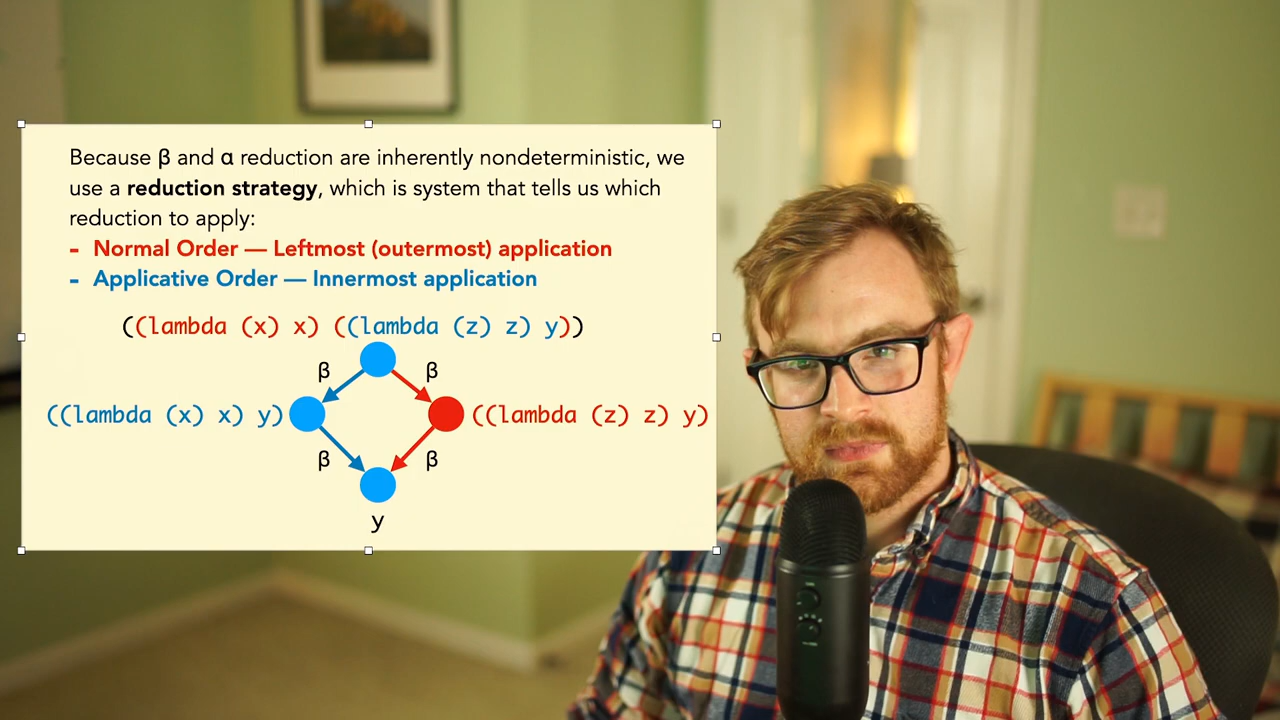 Because β and α reduction are inherently nondeterministic, we
use a reduction strategy, which is system that tells us which
reduction to apply:
- Normal Order — Leftmost (outermost) application
- Applicative Order — Innermost application
((lambda (x) x) ((lambda (z) z) y))
β β
((lambda (x) x) y) ((lambda (z) z) y)
β β
y